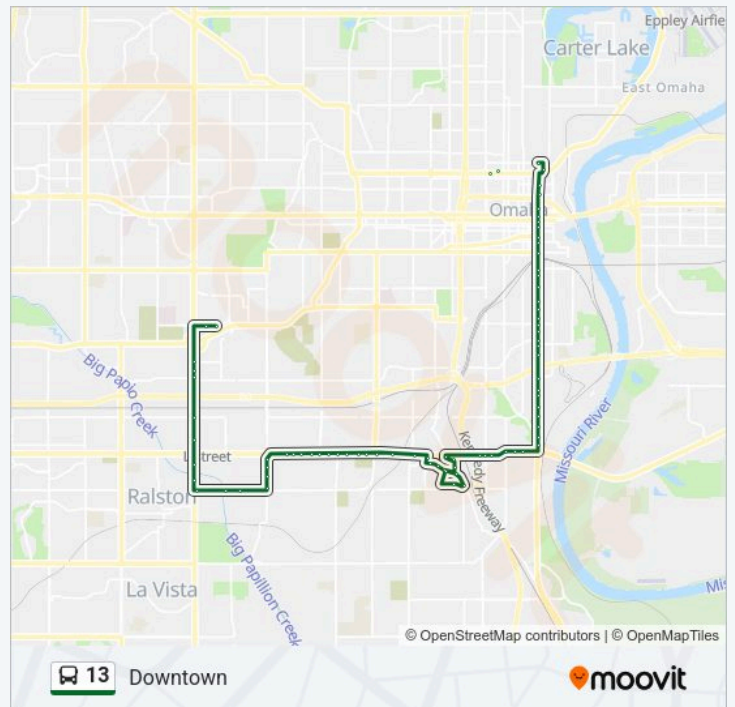 Eppley Airfie
Carter Lake
East Omaha
Omaha
Big Papio Creek
Missouri River
L Street
Kennedy Freeway
Ralston
Big Papillion Creek
La Vista
Mis
© OpenStreetMap contributors | © OpenMapTiles
13 Downtown
moovit